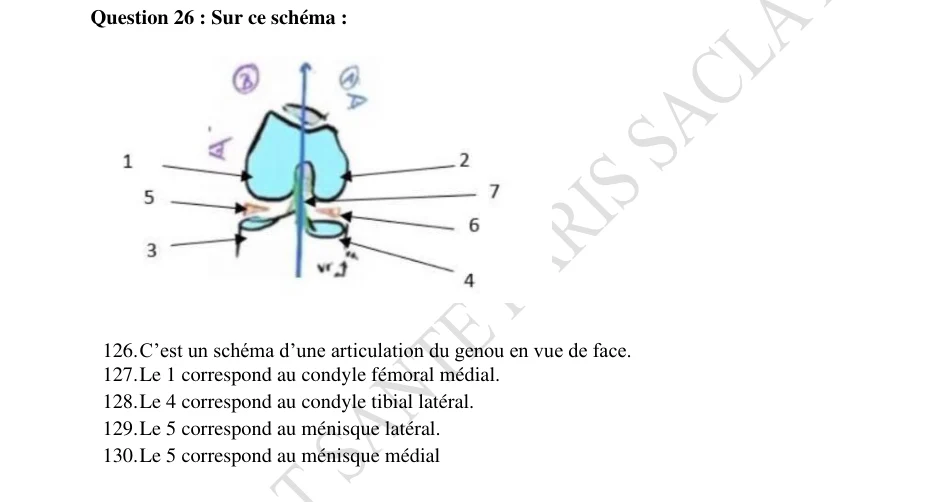 Question 26 : Sur ce schéma :
1
2
5
7
6
3
4
126.C’est un schéma d’une articulation du genou en vue de face.
127.Le 1 correspond au condyle fémoral médial.
128.Le 4 correspond au condyle tibial latéral.
129.Le 5 correspond au ménisque latéral.
130.Le 5 correspond au ménisque médial